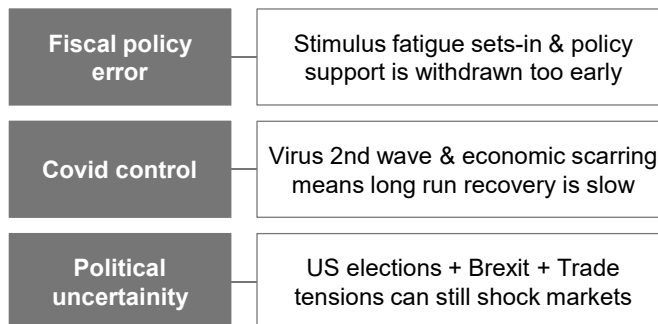 Fiscal policy
error
Stimulus fatigue sets-in & policy
support is withdrawn too early
Covid control
Virus 2nd wave & economic scarring
means long run recovery is slow
Political
uncertainity
US elections + Brexit + Trade
tensions can still shock markets